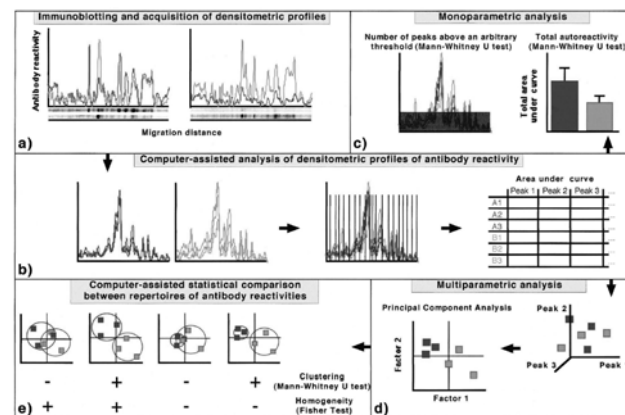 Immunoblotting and acquisition of densitometric profiles
Antibody reactivity
Migration distance
a)
Monoparametric analysis
Number of peaks above an arbitrary
threshold (Mann-Whitney U test)
Total autoreactivity
(Mann-Whitney U test)
Total area
under curve
c)
Computer-assisted analysis of densitometric profiles of antibody reactivity
Area under curve
Peak 1 Peak 2 Peak 3 ...
A1
A2
A3
B1
B2
B3
b)
Computer-assisted statistical comparison
between repertoires of antibody reactivities
- + - +
Clustering
(Mann-Whitney U test)
+ + - -
Homogeneity
(Fisher Test)
e)
Multiparametric analysis
Principal Component Analysis
Factor 2
Factor 1
Peak 2
Peak 3
Peak
d)